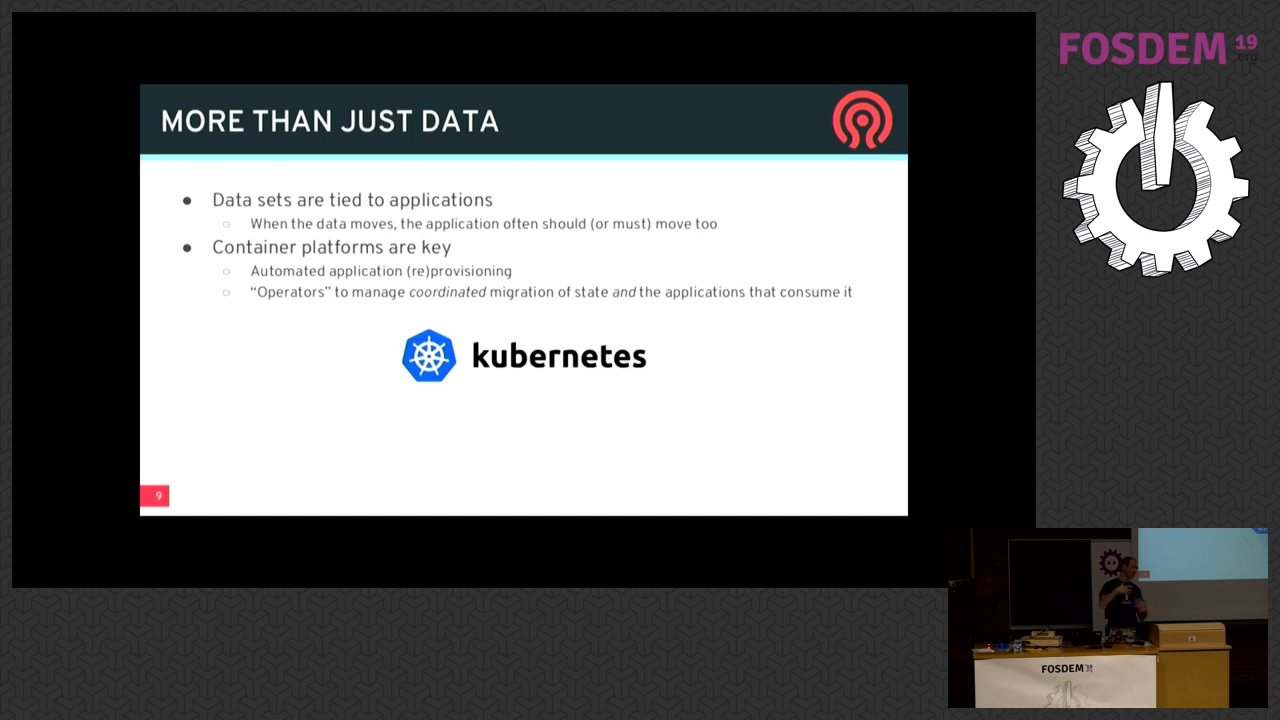 FOSDEM 19
.org
MORE THAN JUST DATA
● Data sets are tied to applications
○ When the data moves, the application often should (or must) move too
● Container platforms are key
○ Automated application (re)provisioning
○ “Operators” to manage coordinated migration of state and the applications that consume it
kubernetes
9
FOSDEM 19